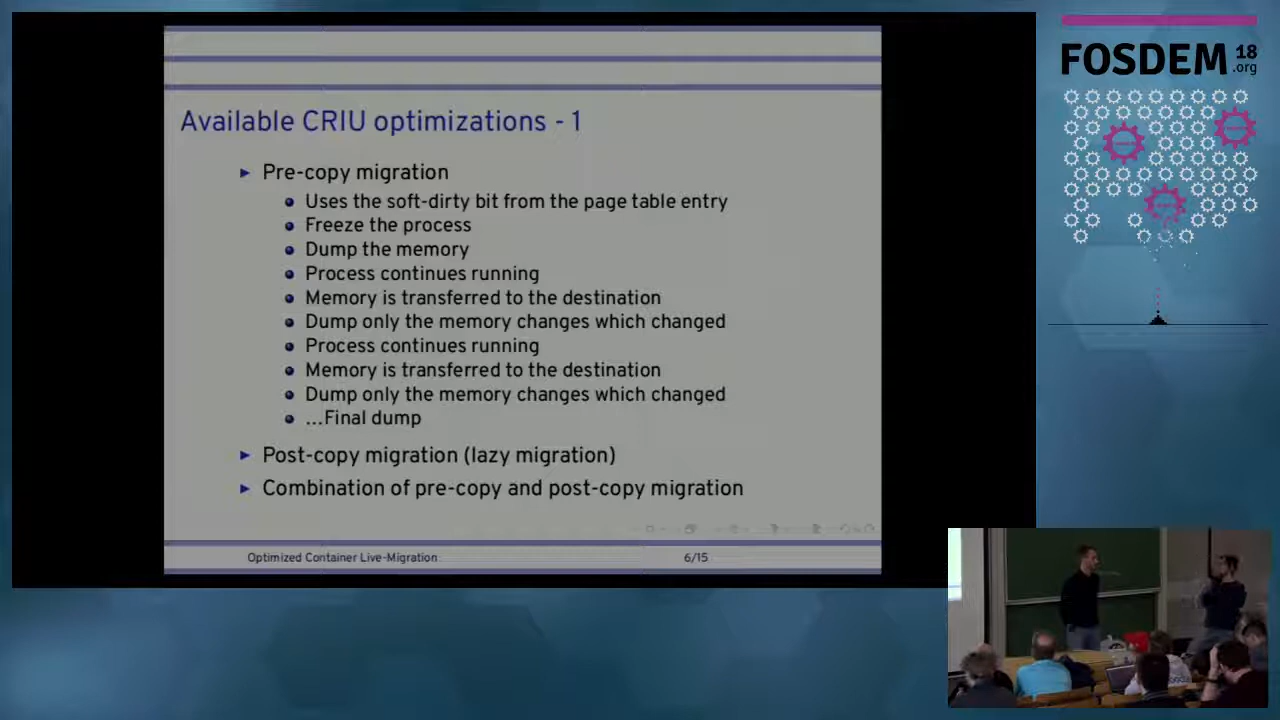 FOSDEM 18
.org
Available CRIU optimizations - 1
Pre-copy migration
Uses the soft-dirty bit from the page table entry
Freeze the process
Dump the memory
Process continues running
Memory is transferred to the destination
Dump only the memory changes which changed
Process continues running
Memory is transferred to the destination
Dump only the memory changes which changed
...Final dump
Post-copy migration (lazy migration)
Combination of pre-copy and post-copy migration
Optimized Container Live-Migration 6/15